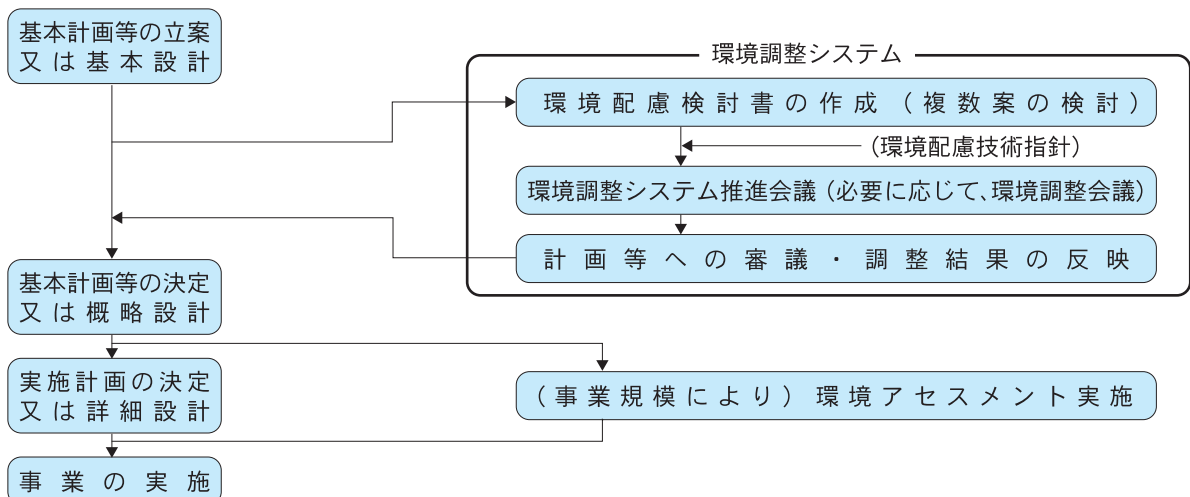 基本計画等の立案
又は基本設計
環境調整システム
環境配慮検討書の作成（複数案の検討）
（環境配慮技術指針）
環境調整システム推進会議（必要に応じて、環境調整会議）
計画等への審議・調整結果の反映
基本計画等の決定
又は概略設計
実施計画の決定
又は詳細設計
（事業規模により）環境アセスメント実施
事業の実施